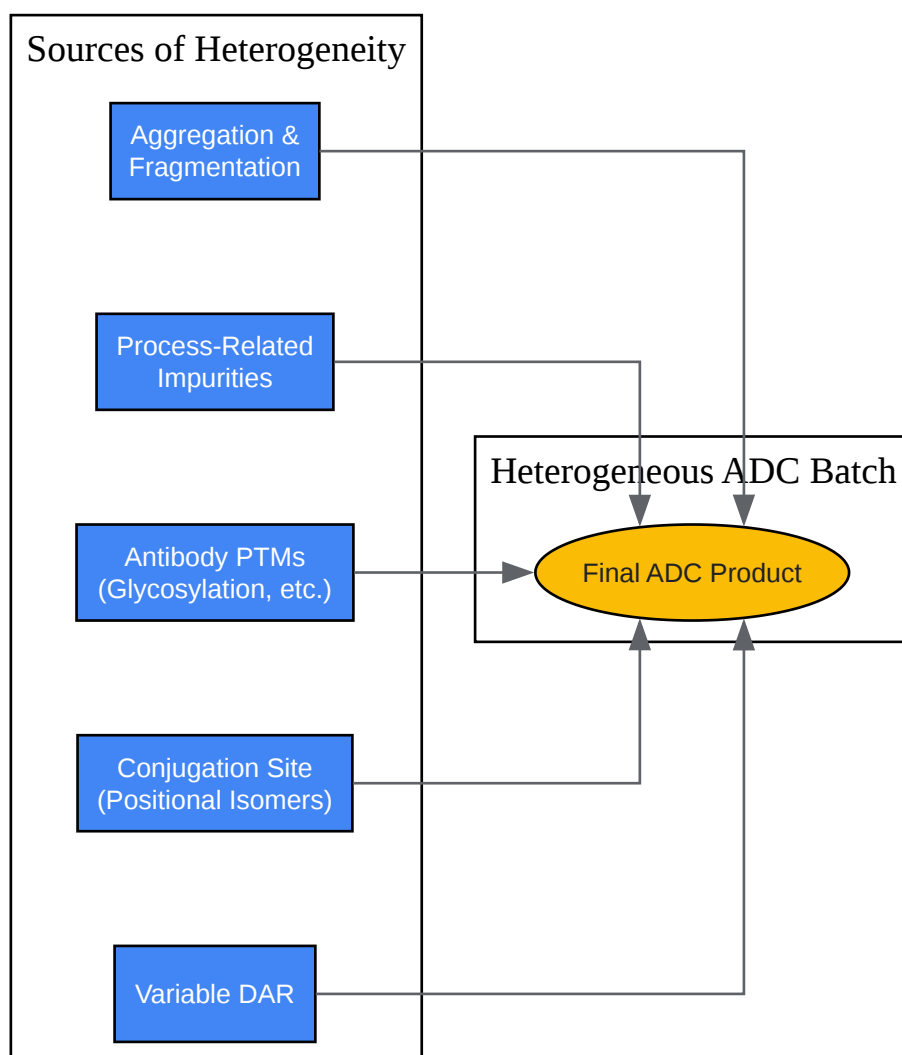 Sources of Heterogeneity
Aggregation &
Fragmentation
Process-Related
Impurities
Antibody PTMs
(Glycosylation, etc.)
Conjugation Site
(Positional Isomers)
Variable DAR
Heterogeneous ADC Batch
Final ADC Product